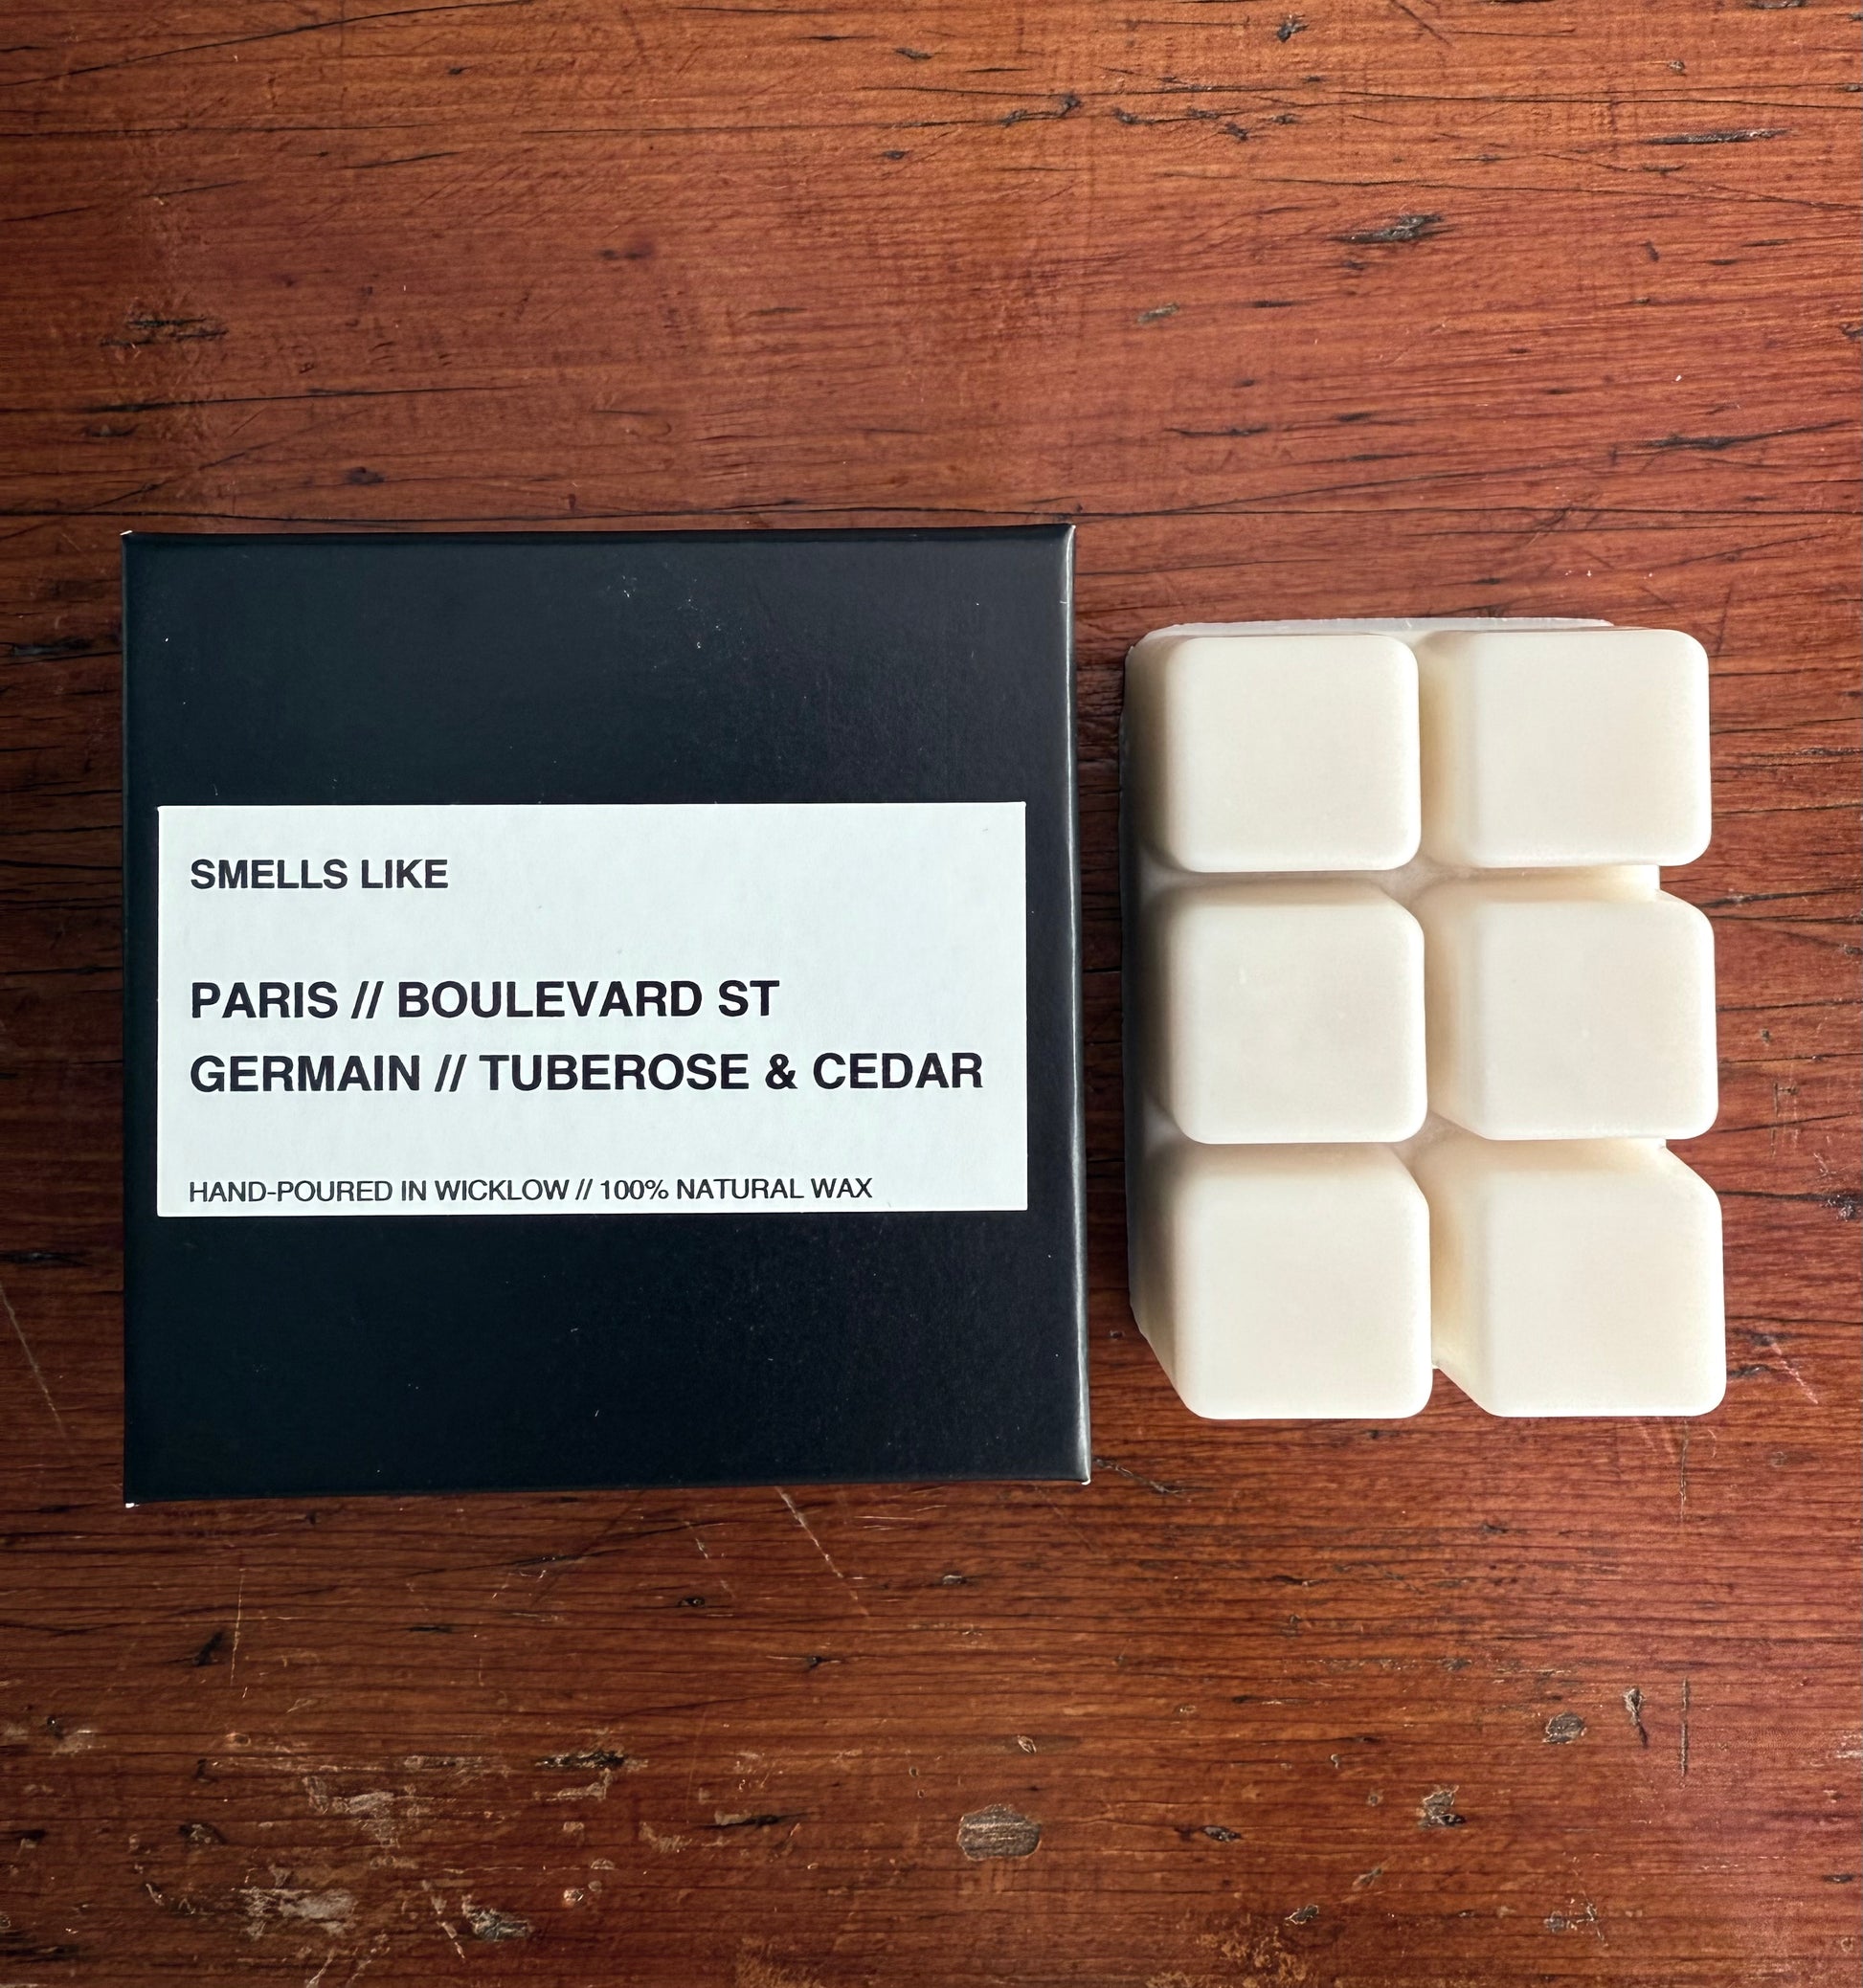 SMELLS LIKE
PARIS // BOULEVARD ST
GERMAIN // TUBEROSE & CEDAR
HAND-POURED IN WICKLOW // 100% NATURAL WAX